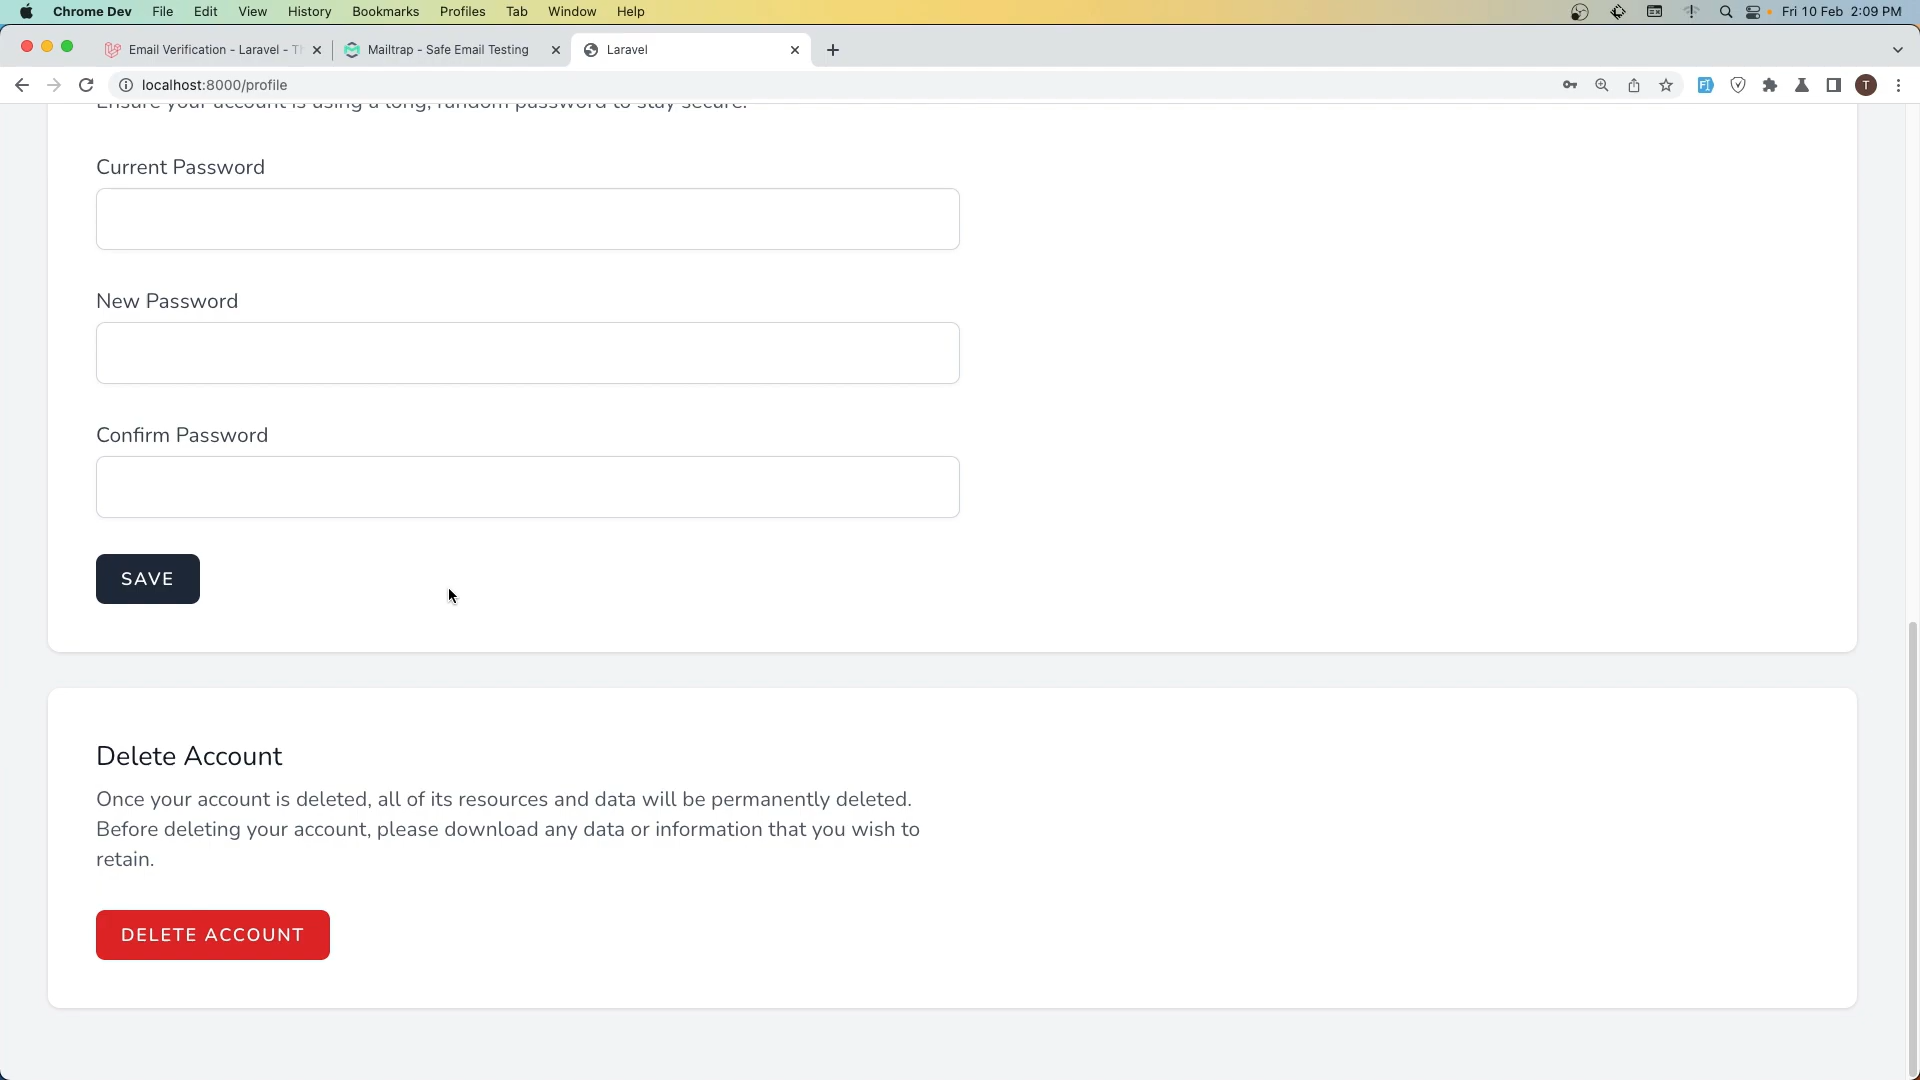 Chrome Dev File Edit View History Bookmarks Profiles Tab Window Help Fri 10 Feb 2:09 PM
Email Verification - Laravel - Th Mailtrap - Safe Email Testing Laravel
localhost:8000/profile T
Ensure your account is using a long, random password to stay secure.
Current Password
New Password
Confirm Password
SAVE
Delete Account
Once your account is deleted, all of its resources and data will be permanently deleted.
Before deleting your account, please download any data or information that you wish to
retain.
DELETE ACCOUNT